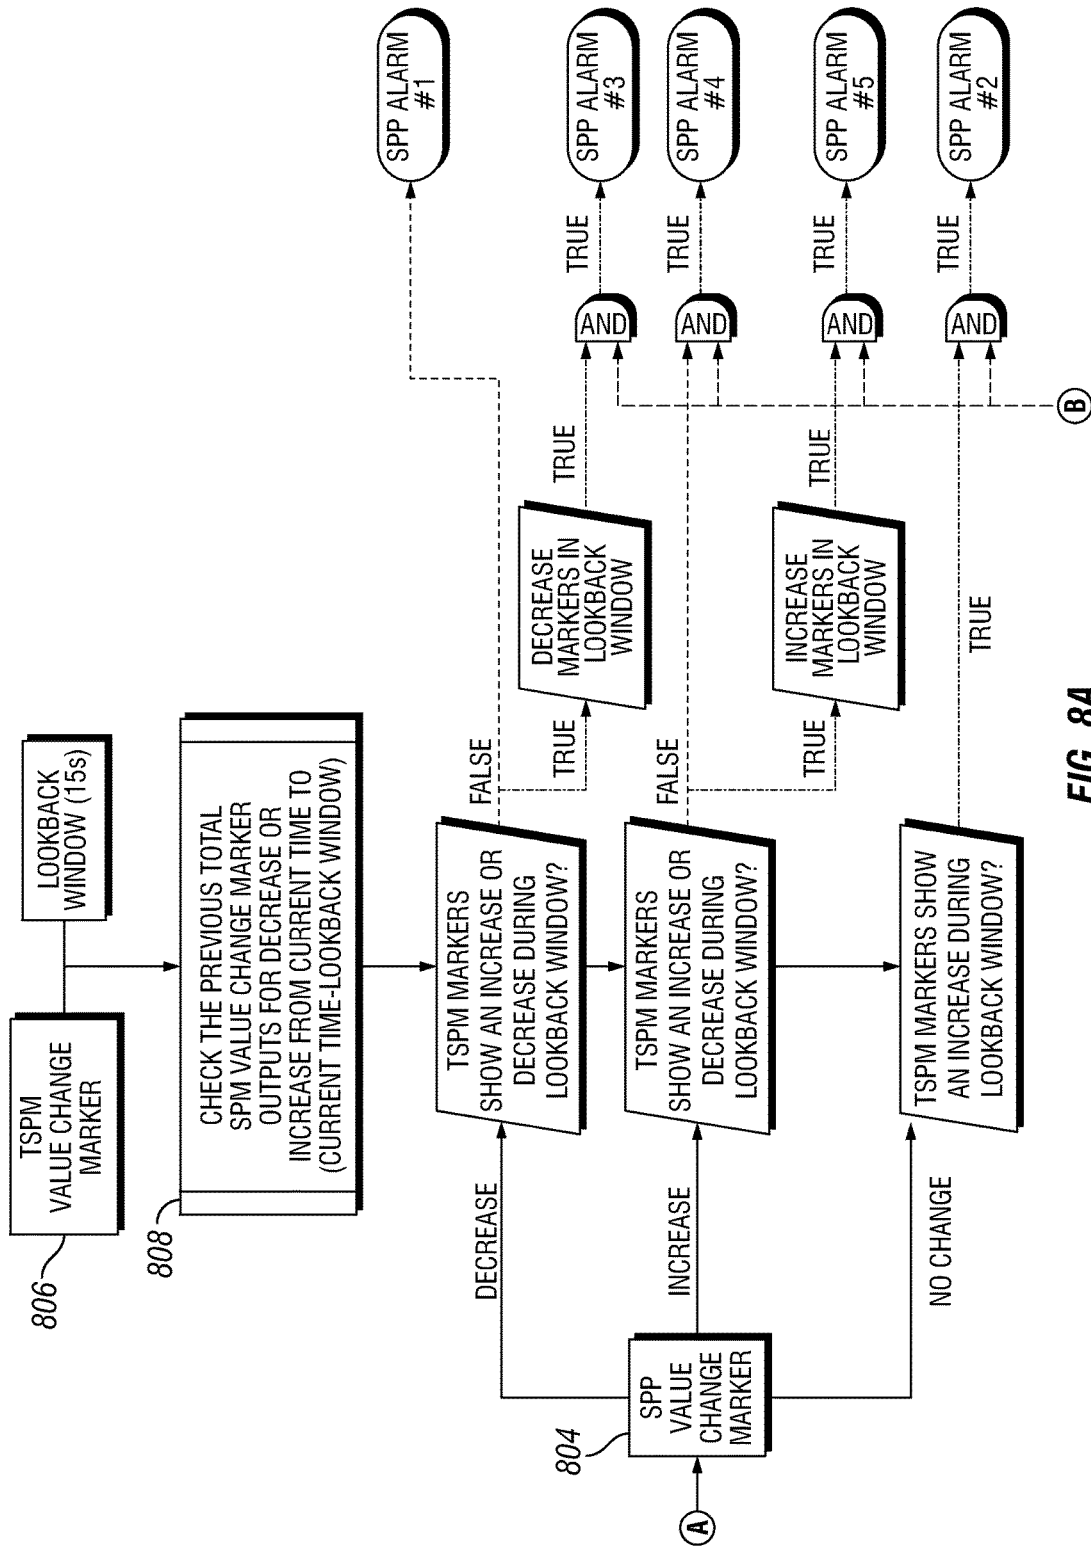 806
TSPM
VALUE CHANGE
MARKER
LOOKBACK
WINDOW (15s)
808
CHECK THE PREVIOUS TOTAL
SPM VALUE CHANGE MARKER
OUTPUTS FOR DECREASE OR
INCREASE FROM CURRENT TIME TO
(CURRENT TIME-LOOKBACK WINDOW)
A
804
SPP
VALUE
CHANGE
MARKER
DECREASE
INCREASE
NO CHANGE
TSPM MARKERS
SHOW AN INCREASE OR
DECREASE DURING
LOOKBACK WINDOW?
FALSE
TRUE
DECREASE
MARKERS IN
LOOKBACK
WINDOW
TRUE
AND
TRUE
SPP ALARM
#1
SPP ALARM
#3
TSPM MARKERS
SHOW AN INCREASE OR
DECREASE DURING
LOOKBACK WINDOW?
FALSE
TRUE
INCREASE
MARKERS IN
LOOKBACK
WINDOW
TRUE
AND
TRUE
SPP ALARM
#4
AND
TRUE
SPP ALARM
#5
TSPM MARKERS SHOW
AN INCREASE DURING
LOOKBACK WINDOW?
TRUE
AND
TRUE
SPP ALARM
#2
B
FIG. 8A